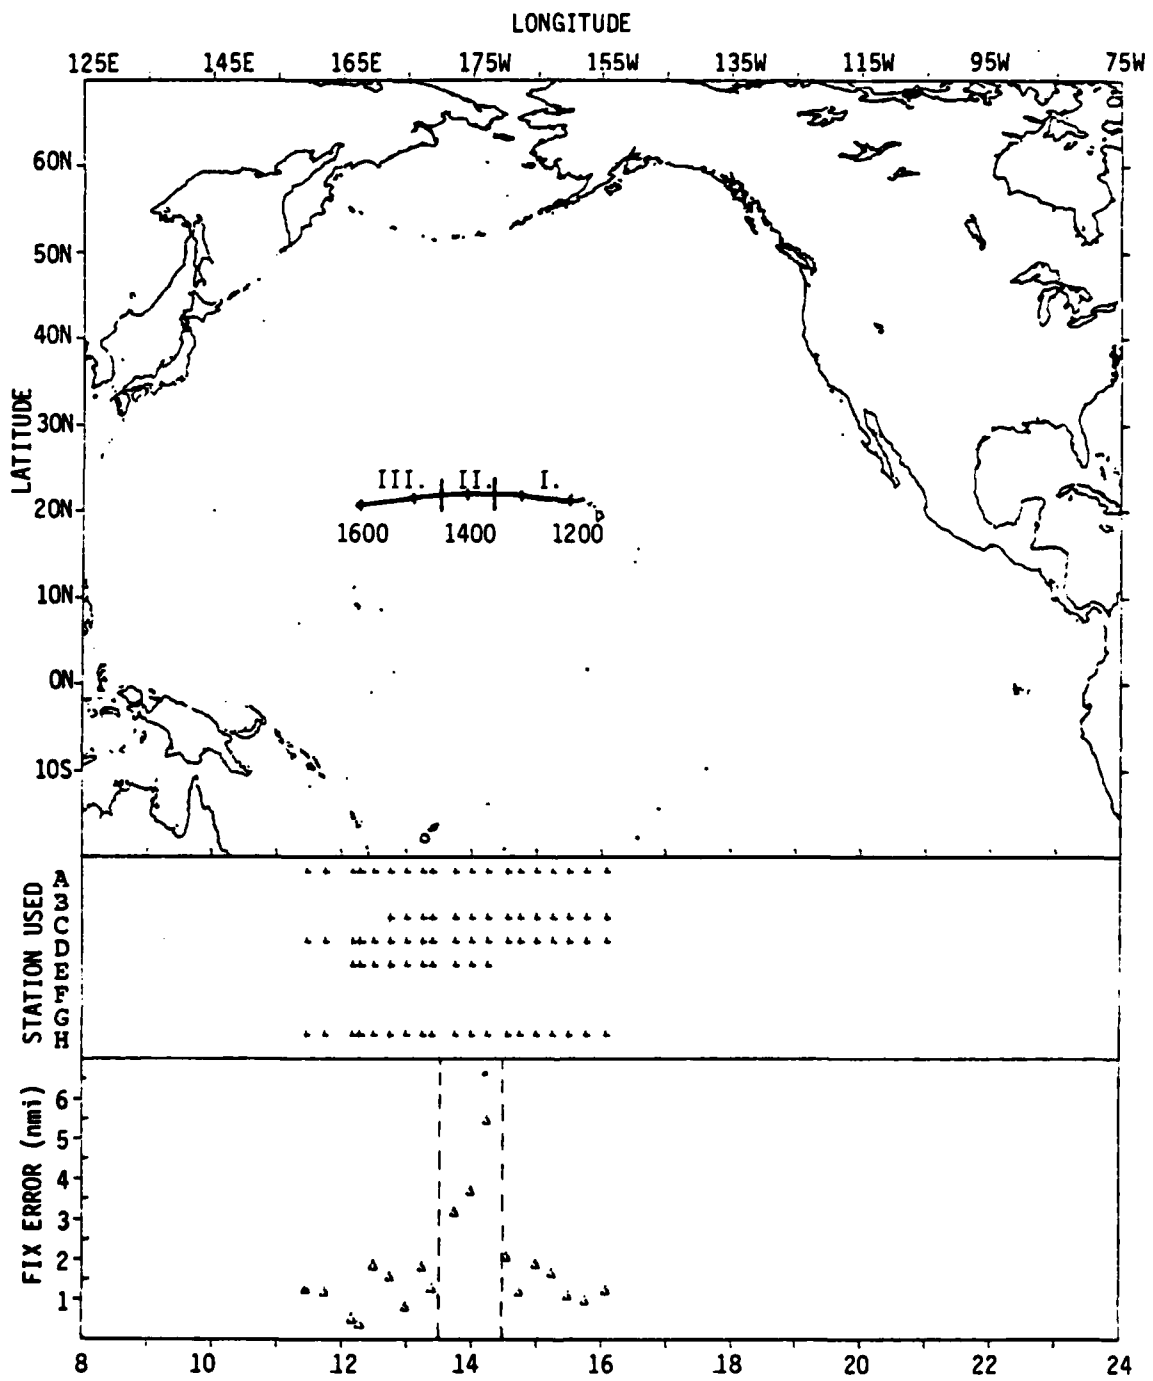 LONGITUDE
125E 145E 165E 175W 155W 135W 115W 95W 75W
LATITUDE
60N
50N
40N
30N
20N
10N
0N
10S
III. II. I.
1600 1400 1200
STATION USED
A
B
C
D
E
F
G
H
FIX ERROR (nmi)
6
5
4
3
2
1
8 10 12 14 16 18 20 22 24